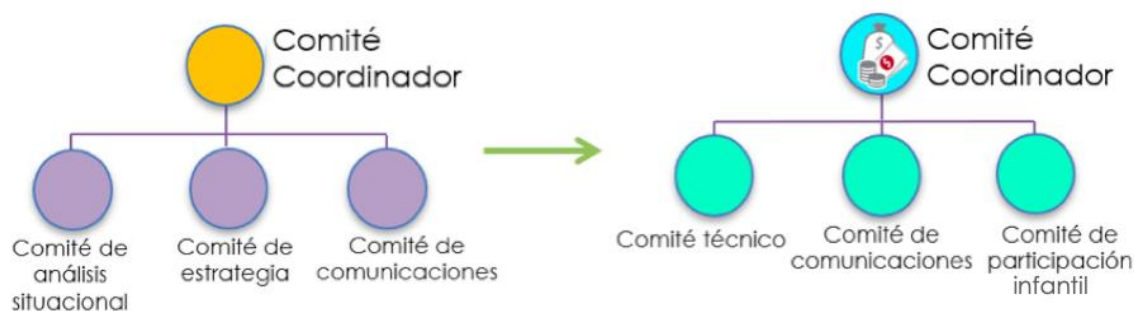 Comité
Coordinador
Comité de
análisis
situacional
Comité de
estrategia
Comité de
comunicaciones
$
Comité
Coordinador
Comité técnico
Comité de
comunicaciones
Comité de
participación
infantil